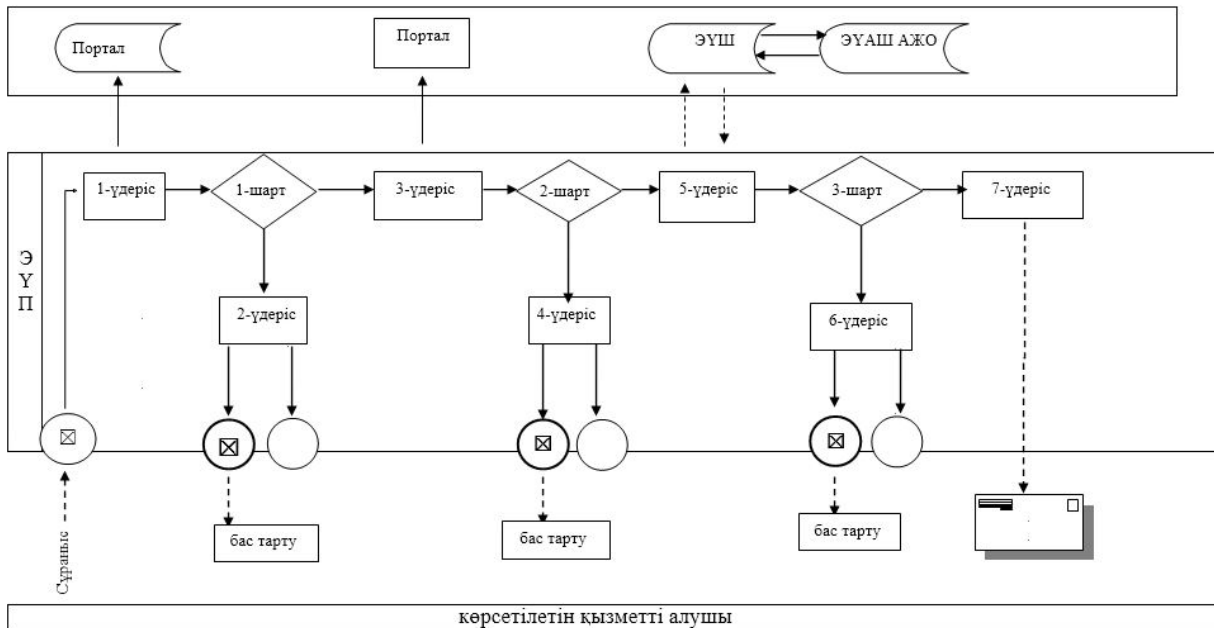 Портал
Портал
ЭҮШ
ЭҮАШ АЖО
Э
Ү
П
1-үдеріс
1-шарт
3-үдеріс
2-шарт
5-үдеріс
3-шарт
7-үдеріс
2-үдеріс
4-үдеріс
6-үдеріс
Сұраныс
бас тарту
бас тарту
бас тарту
көрсетілетін қызметті алушы